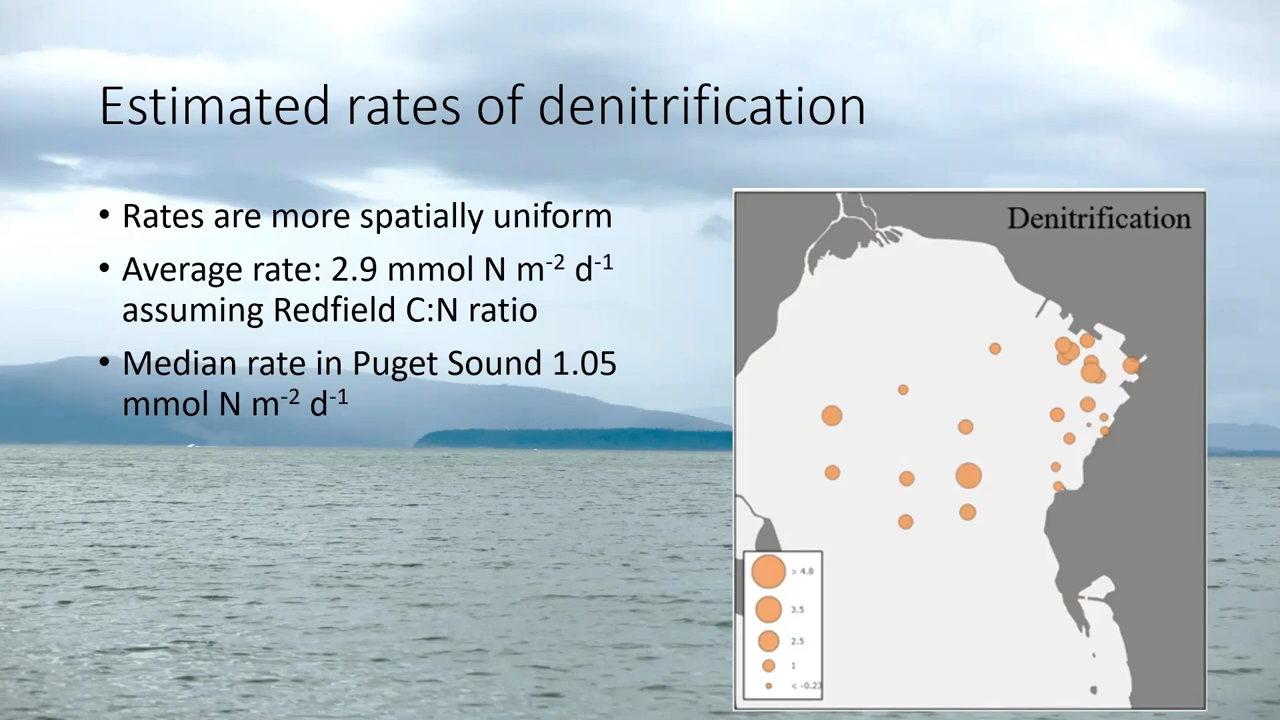 Estimated rates of denitrification
• Rates are more spatially uniform
• Average rate: 2.9 mmol N m-2 d-1
assuming Redfield C:N ratio
• Median rate in Puget Sound 1.05
mmol N m-2 d-1
Denitrification
> 4.8
3.5
2.5
1
< -0.23